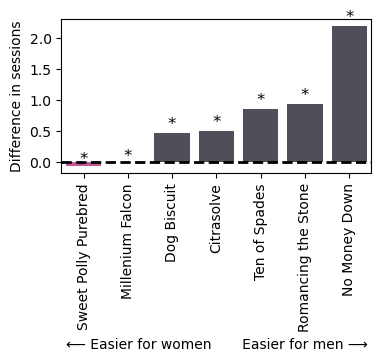 Difference in sessions
2.0
1.5
1.0
0.5
0.0
* * * * * * *
Sweet Polly Purebred
Millenium Falcon
Dog Biscuit
Citrasolve
Ten of Spades
Romancing the Stone
No Money Down
⟵ Easier for women
Easier for men ⟶